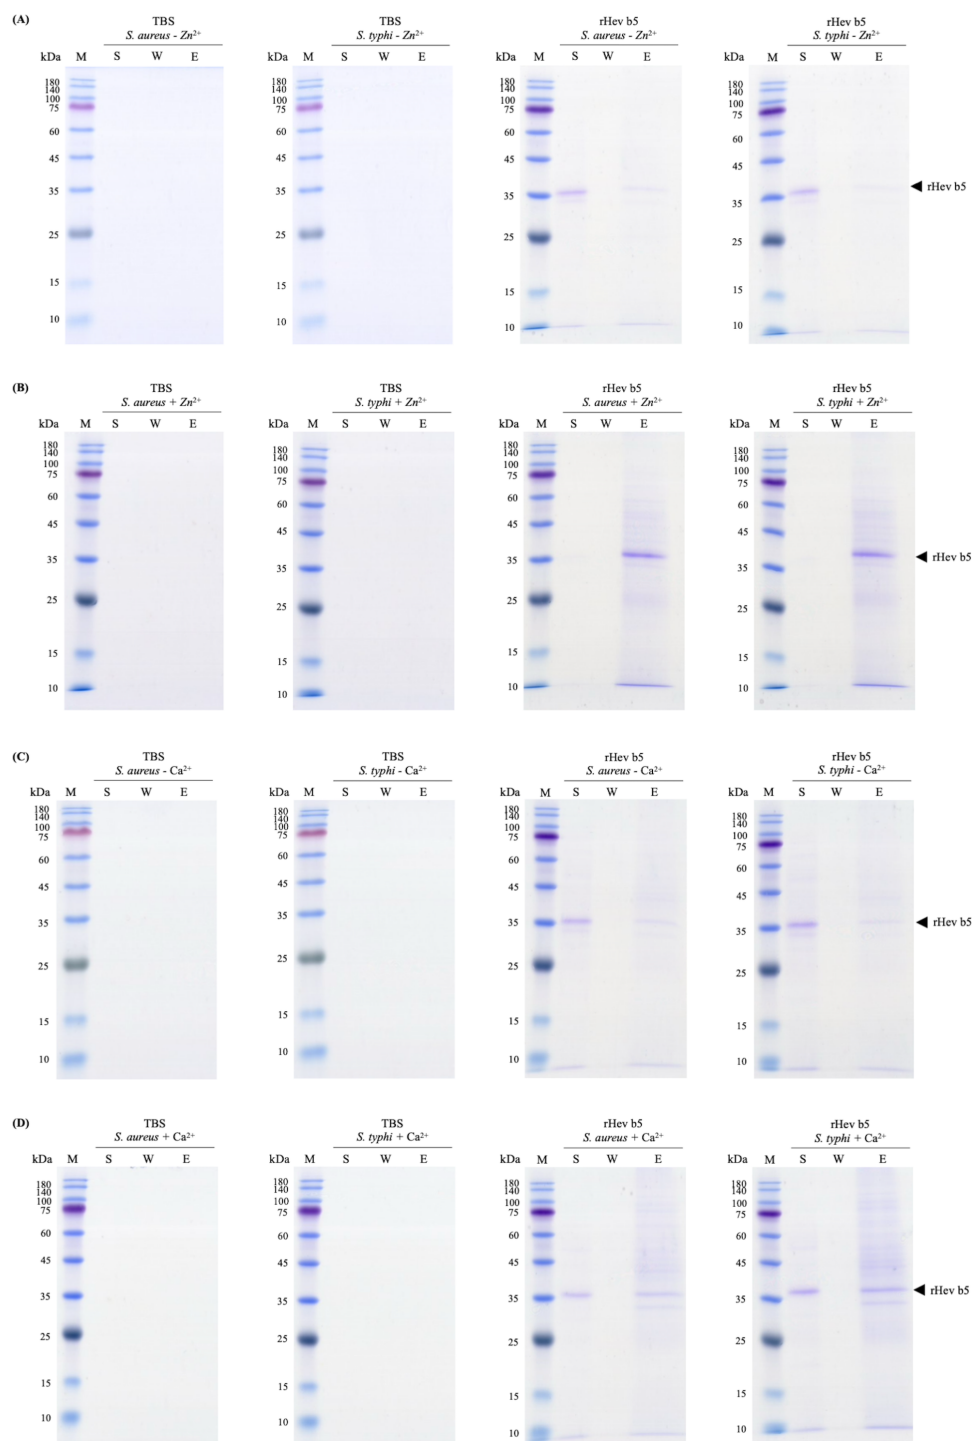 (A)
TBS
S. aureus - Zn²⁺
kDa M S W E
180
140
100
75
60
45
35
25
15
10
TBS
S. typhi - Zn²⁺
kDa M S W E
180
140
100
75
60
45
35
25
15
10
rHev b5
S. aureus - Zn²⁺
kDa M S W E
180
140
100
75
60
45
35
25
15
10
rHev b5
S. typhi - Zn²⁺
kDa M S W E
180
140
100
75
60
45
35
25
15
10
◄ rHev b5
(B)
TBS
S. aureus + Zn²⁺
kDa M S W E
180
140
100
75
60
45
35
25
15
10
TBS
S. typhi + Zn²⁺
kDa M S W E
180
140
100
75
60
45
35
25
15
10
rHev b5
S. aureus + Zn²⁺
kDa M S W E
180
140
100
75
60
45
35
25
15
10
rHev b5
S. typhi + Zn²⁺
kDa M S W E
180
140
100
75
60
45
35
25
15
10
◄ rHev b5
(C)
TBS
S. aureus - Ca²⁺
kDa M S W E
180
140
100
75
60
45
35
25
15
10
TBS
S. typhi - Ca²⁺
kDa M S W E
180
140
100
75
60
45
35
25
15
10
rHev b5
S. aureus - Ca²⁺
kDa M S W E
180
140
100
75
60
45
35
25
15
10
rHev b5
S. typhi - Ca²⁺
kDa M S W E
180
140
100
75
60
45
35
25
15
10
◄ rHev b5
(D)
TBS
S. aureus + Ca²⁺
kDa M S W E
180
140
100
75
60
45
35
25
15
10
TBS
S. typhi + Ca²⁺
kDa M S W E
180
140
100
75
60
45
35
25
15
10
rHev b5
S. aureus + Ca²⁺
kDa M S W E
180
140
100
75
60
45
35
25
15
10
rHev b5
S. typhi + Ca²⁺
kDa M S W E
180
140
100
75
60
45
35
25
15
10
◄ rHev b5